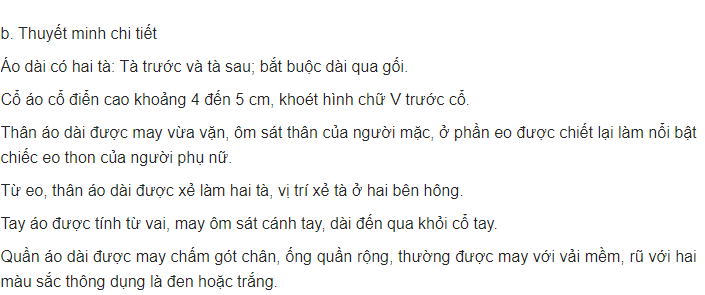 b. Thuyết minh chi tiết
Áo dài có hai tà: Tà trước và tà sau; bắt buộc dài qua gối.
Cổ áo cổ điển cao khoảng 4 đến 5 cm, khoét hình chữ V trước cổ.
Thân áo dài được may vừa vặn, ôm sát thân của người mặc, ở phần eo được chiết lại làm nổi bật
chiếc eo thon của người phụ nữ.
Từ eo, thân áo dài được xẻ làm hai tà, vị trí xẻ tà ở hai bên hông.
Tay áo được tính từ vai, may ôm sát cánh tay, dài đến qua khỏi cổ tay.
Quần áo dài được may chấm gót chân, ống quần rộng, thường được may với vải mềm, rũ với hai
màu sắc thông dụng là đen hoặc trắng.